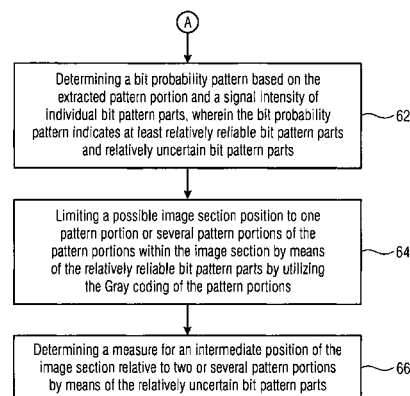 A
Determining a bit probability pattern based on the
extracted pattern portion and a signal intensity of
individual bit pattern parts, wherein the bit probability
pattern indicates at least relatively reliable bit pattern parts
and relatively uncertain bit pattern parts
62
Limiting a possible image section position to one
pattern portion or several pattern portions of the
pattern portions within the image section by means
of the relatively reliable bit pattern parts by utilizing
the Gray coding of the pattern portions
64
Determining a measure for an intermediate position of the
image section relative to two or several pattern portions
by means of the relatively uncertain bit pattern parts
66